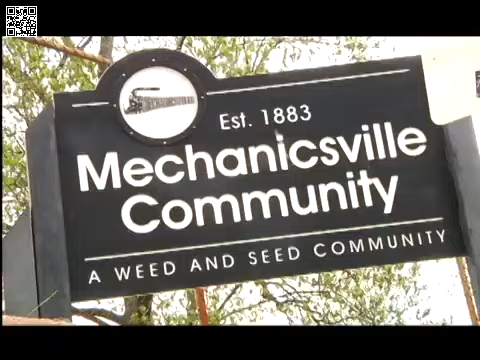 Est. 1883
Mechanicsville
Community
A WEED AND SEED COMMUNITY